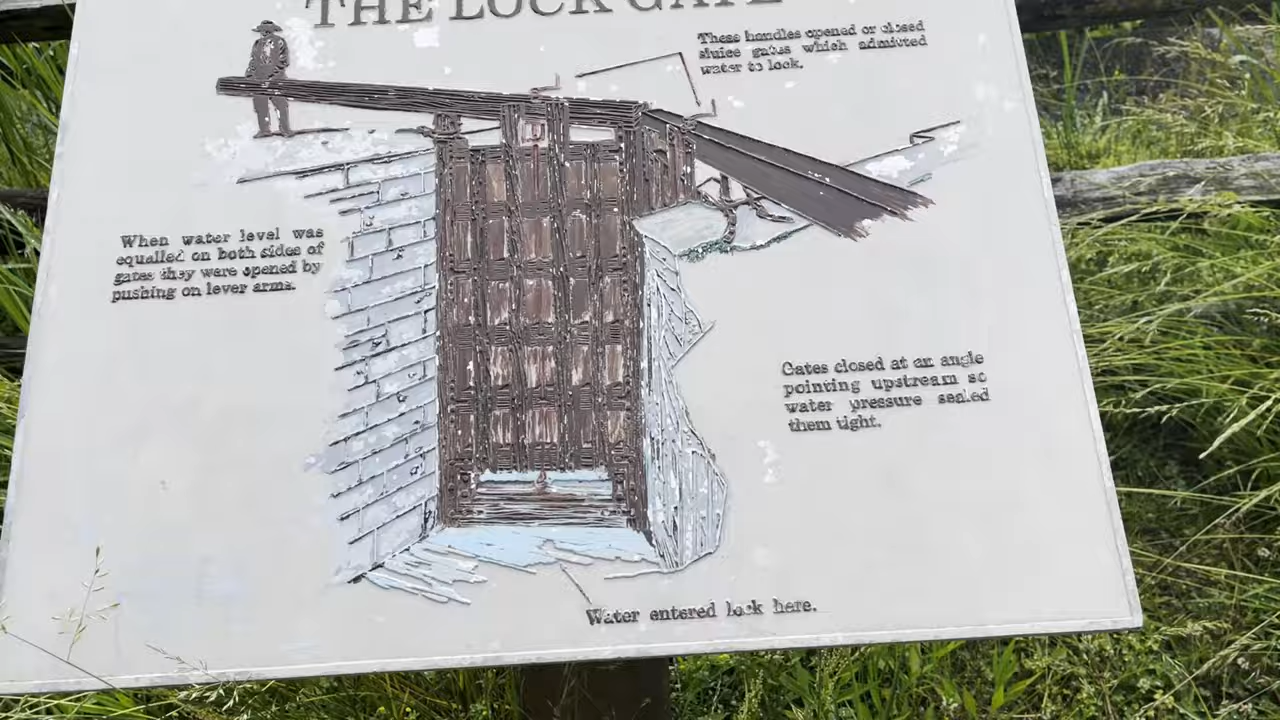 THE LOCK GATE
These handles opened or closed
sluice gates which admitted
water to lock.
When water level was
equalled on both sides of
gates they were opened by
pushing on lever arms.
Gates closed at an angle
pointing upstream so
water pressure sealed
them tight.
Water entered lock here.